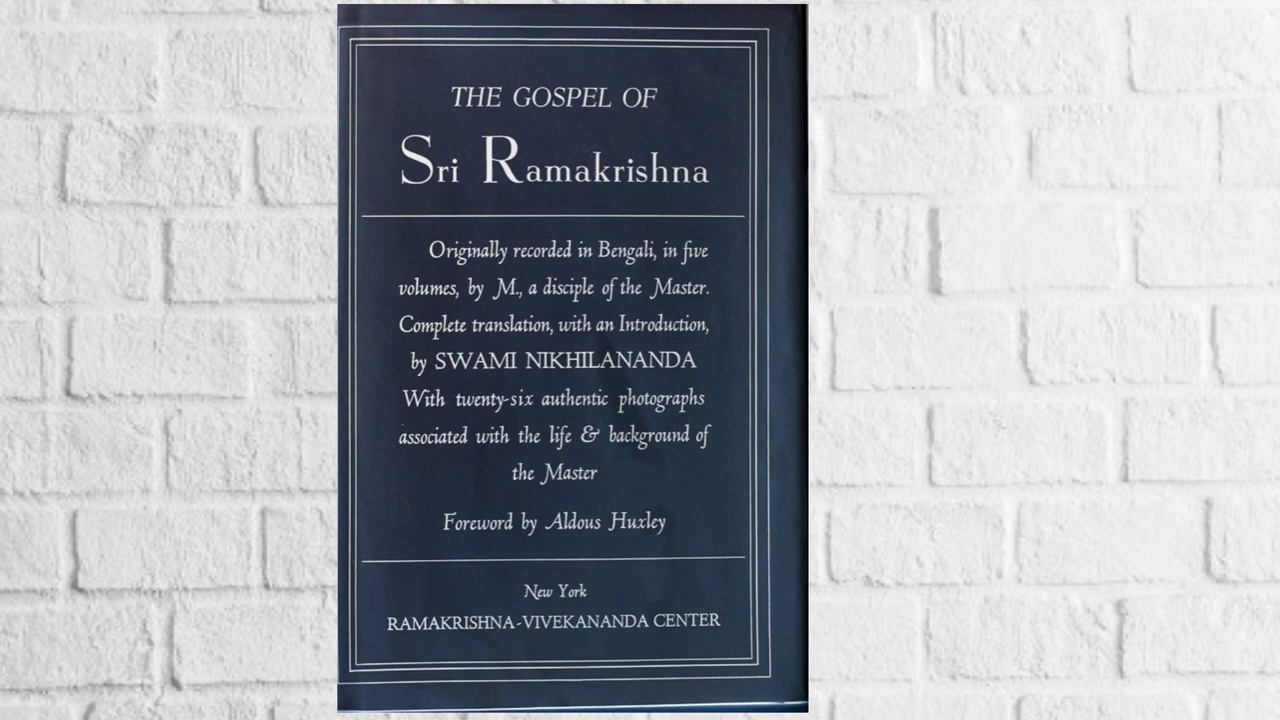 THE GOSPEL OF
Sri Ramakrishna
Originally recorded in Bengali, in five
volumes, by M., a disciple of the Master.
Complete translation, with an Introduction,
by SWAMI NIKHILANANDA
With twenty-six authentic photographs
associated with the life & background of
the Master
Foreword by Aldous Huxley
New York
RAMAKRISHNA-VIVEKANANDA CENTER